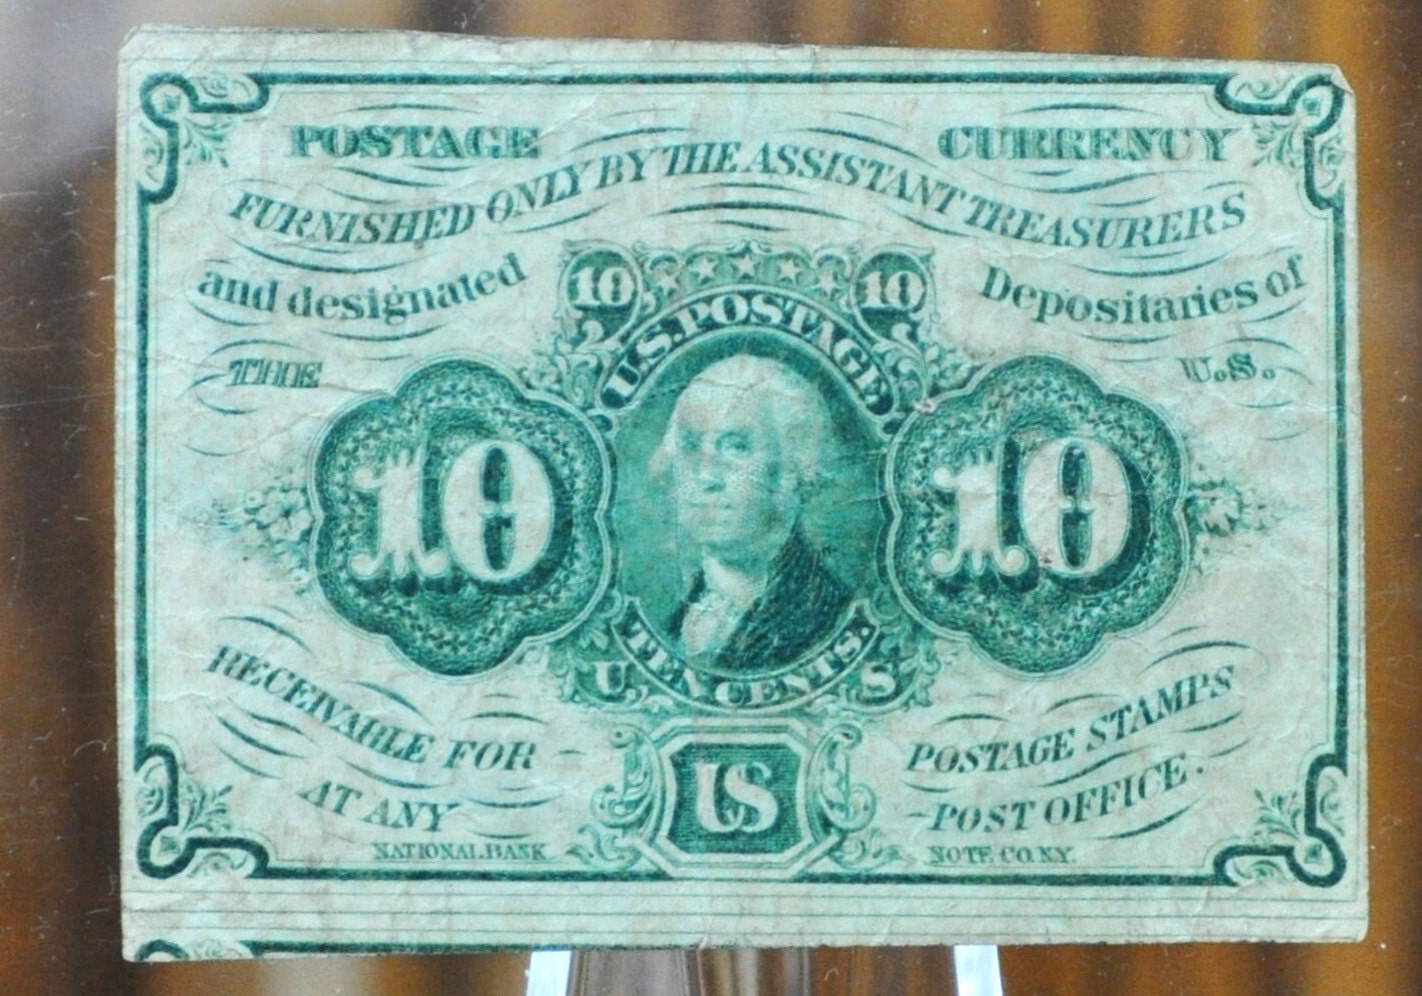 POSTAGE CURRENCY
FURNISHED ONLY BY THE ASSISTANT TREASURERS
and designated Depositaries of
THE U.S.
10 10
U.S. POSTAGE.
10 10
TEN CENTS.
U. S
RECEIVABLE FOR POSTAGE STAMPS
AT ANY POST OFFICE.
US
NATIONAL BANK NOTE CO. N.Y.